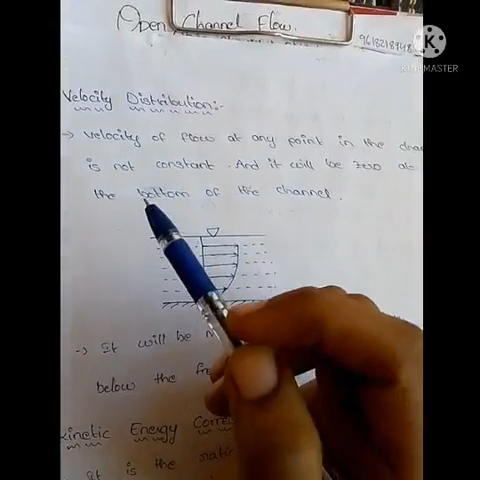 Open Channel Flow.
KINEMASTER
Velocity Distribution:-
→ Velocity of flow at any point in the
is not constant. And it will be zero at
the bottom of the channel.
→ It will be
below the
Kinetic Energy
It is the